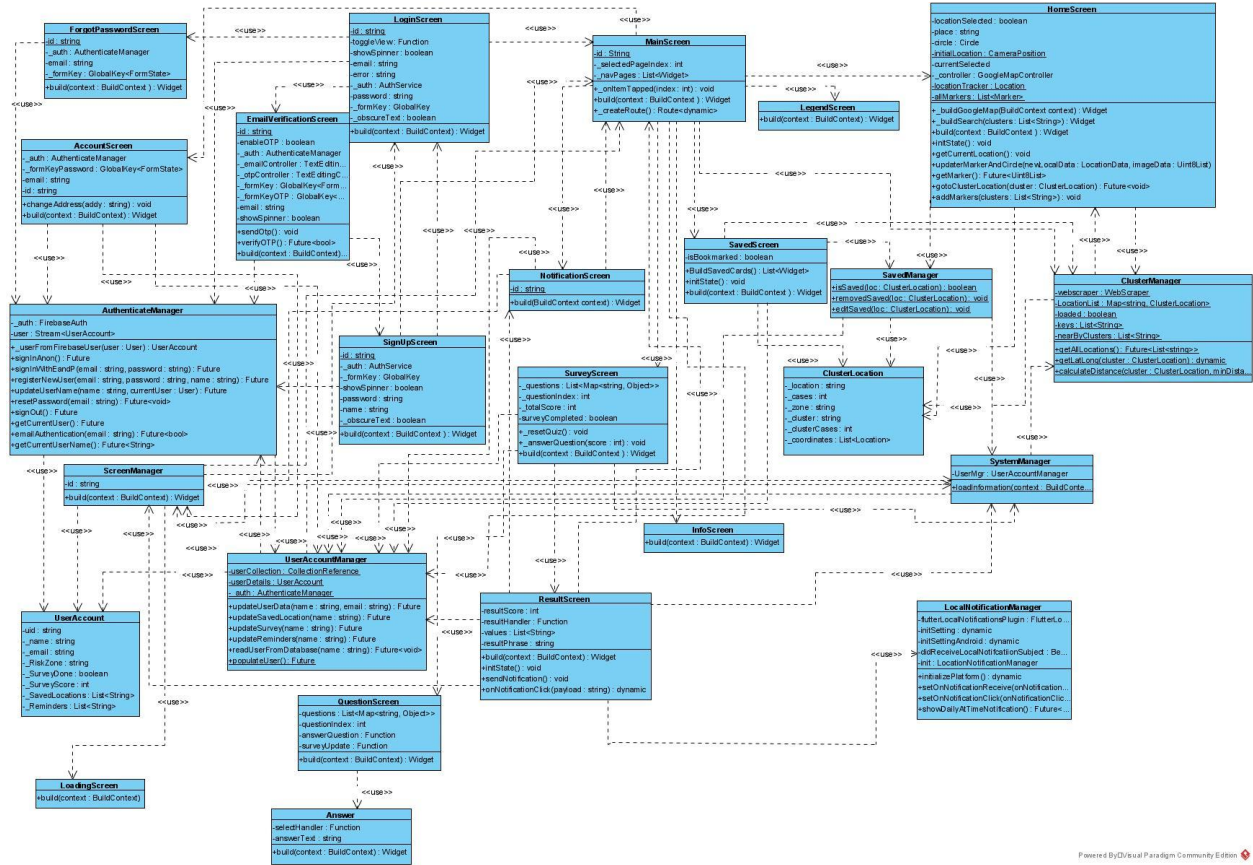 ForgotPasswordScreen
-id : string
-_auth : AuthenticateManager
-email : string
-_formKey : GlobalKey<FormState>
+build(context : BuildContext) : Widget
LoginScreen
-id : string
-toggleView : Function
-showSpinner : boolean
-email : string
-error : string
-_auth : AuthService
-password : string
-_formKey : GlobalKey
-_obscureText : boolean
+build(context : BuildContext) : Widget
MainScreen
-id : String
-_selectedPageIndex : int
-_navPages : List<Widget>
+_onItemTapped(index : int) : void
+build(context : BuildContext) : Widget
+_createRoute() : Route<dynamic>
HomeScreen
-locationSelected : boolean
-place : string
-circle : Circle
-initialLocation : CameraPosition
-currentSelected
-_controller : GoogleMapController
-locationTracker : Location
-allMarkers : List<Marker>
+_buildGoogleMap(BuildContext context) : Widget
+_buildSearch(clusters : List<String>) : Widget
+build(context : BuildContext ) : Widget
+initState() : void
+getCurrentLocation() : void
+updaterMarkerAndCircle(newLocalData : LocationData, imageData : Uint8List)
+getMarker() : Future<Uint8List>
+gotoClusterLocation(cluster : ClusterLocation) : Future<void>
+addMarkers(clusters : List<String>) : void
LegendScreen
+build(context : BuildContext) : Widget
EmailVerificationScreen
-id : string
-enableOTP : boolean
-_auth : AuthenticateManager
-_emailController : TextEdtin...
-_otpController : TextEditingC...
-_formKey : GlobalKey<Form...
-_formKeyOTP : GlobalKey<...
-email : string
-showSpinner : boolean
+sendOtp() : void
+verifyOTP() : Future<bool>
+build(context : BuildContext)...
AccountScreen
-_auth : AuthenticateManager
-_formKeyPassword : GlobalKey<FormState>
-email : string
-id : string
+changeAddress(addy : string) : void
+build(context : BuildContext) : Widget
SavedScreen
-isBookmarked : boolean
+BuildSavedCards() : List<Widget>
+initState() : void
+build(context : BuildContext) : Widget
NotificationScreen
-id : string
+build(BuildContext context) : Widget
SavedManager
+isSaved(loc : ClusterLocation) : boolean
+removedSaved(loc : ClusterLocation) : void
+editSaved(loc : ClusterLocation) : void
ClusterManager
-webscraper : WebScraper
-LocationList : Map<string, ClusterLocation>
-loaded : boolean
-keys : List<String>
-nearByClusters : List<String>
+getAllLocations() : Future<List<string>>
+getLatLong(cluster : ClusterLocation) : dynamic
+calculateDistance(cluster : ClusterLocation, minDista...
AuthenticateManager
-_auth : FirebaseAuth
-user : Stream<UserAccount>
+_userFromFirebaseUser(user : User) : UserAccount
+signInAnon() : Future
+signInWithEandP(email : string, password : string) : Future
+registerNewUser(email : string, password : string, name : string) : Future
+updateUserName(name : string, currentUser : User) : Future
+resetPassword(email : string) : Future<void>
+signOut() : Future
+getCurrentUser() : Future
+emailAuthentication(email : string) : Future<bool>
+getCurrentUserName() : Future<String>
SignUpScreen
-id : string
-_auth : AuthService
-_formKey : GlobalKey
-showSpinner : boolean
-password : string
-name : string
-_obscureText : boolean
+build(context : BuildContext) : Widget
SurveyScreen
-_questions : List<Map<string, Object>>
-_questionIndex : int
-_totalScore : int
-surveyCompleted : boolean
+_resetQuiz() : void
+_answerQuestion(score : int) : void
+build(context : BuildContext) : Widget
ClusterLocation
-_location : string
-_cases : int
-_zone : string
-_cluster : string
-_clusterCases : int
-_coordinates : List<Location>
ScreenManager
-id : string
+build(context : BuildContext) : Widget
SystemManager
-UserMgr : UserAccountManager
+loadInformation(context : BuildConte...
InfoScreen
+build(context : BuildContext) : Widget
UserAccountManager
-userCollection : CollectionReference
-userDetails : UserAccount
-_auth : AuthenticateManager
+updateUserData(name : string, email : string) : Future
+updateSavedLocation(name : string) : Future
+updateSurvey(name : string) : Future
+updateReminders(name : string) : Future
+readUserFromDatabase(name : string) : Future<void>
+populateUser() : Future
UserAccount
-uid : string
-_name : string
-_email : string
-_RiskZone : string
-_SurveyDone : boolean
-_SurveyScore : int
-_SavedLocations : List<String>
-_Reminders : List<String>
ResultScreen
-resultScore : int
-resultHandler : Function
-values : List<String>
-resultPhrase : string
+build(context : BuildContext) : Widget
+initState() : void
+sendNotification() : void
+onNotificationClick(payload : string) : dynamic
LocalNotificationManager
-flutterLocalNotificationsPlugin : FlutterLo...
-initSetting : dynamic
-initSettingAndroid : dynamic
-didReceiveLocalNotificationSubject : Be...
-init : LocationNotificationManager
+initializePlatform() : dynamic
+setOnNotificationReceive(onNotification...
+setOnNotificationClick(onNotificationClic...
+showDailyAtTimeNotification() : Future<...
QuestionScreen
-questions : List<Map<string, Object>>
-questionIndex : int
-answerQuestion : Function
-surveyUpdate : Function
+build(context : BuildContext) : Widget
LoadingScreen
+build(context : BuildContext)
Answer
-selectHandler : Function
-answerText : string
+build(context : BuildContext) : Widget
<<use>>
Powered By Visual Paradigm Community Edition